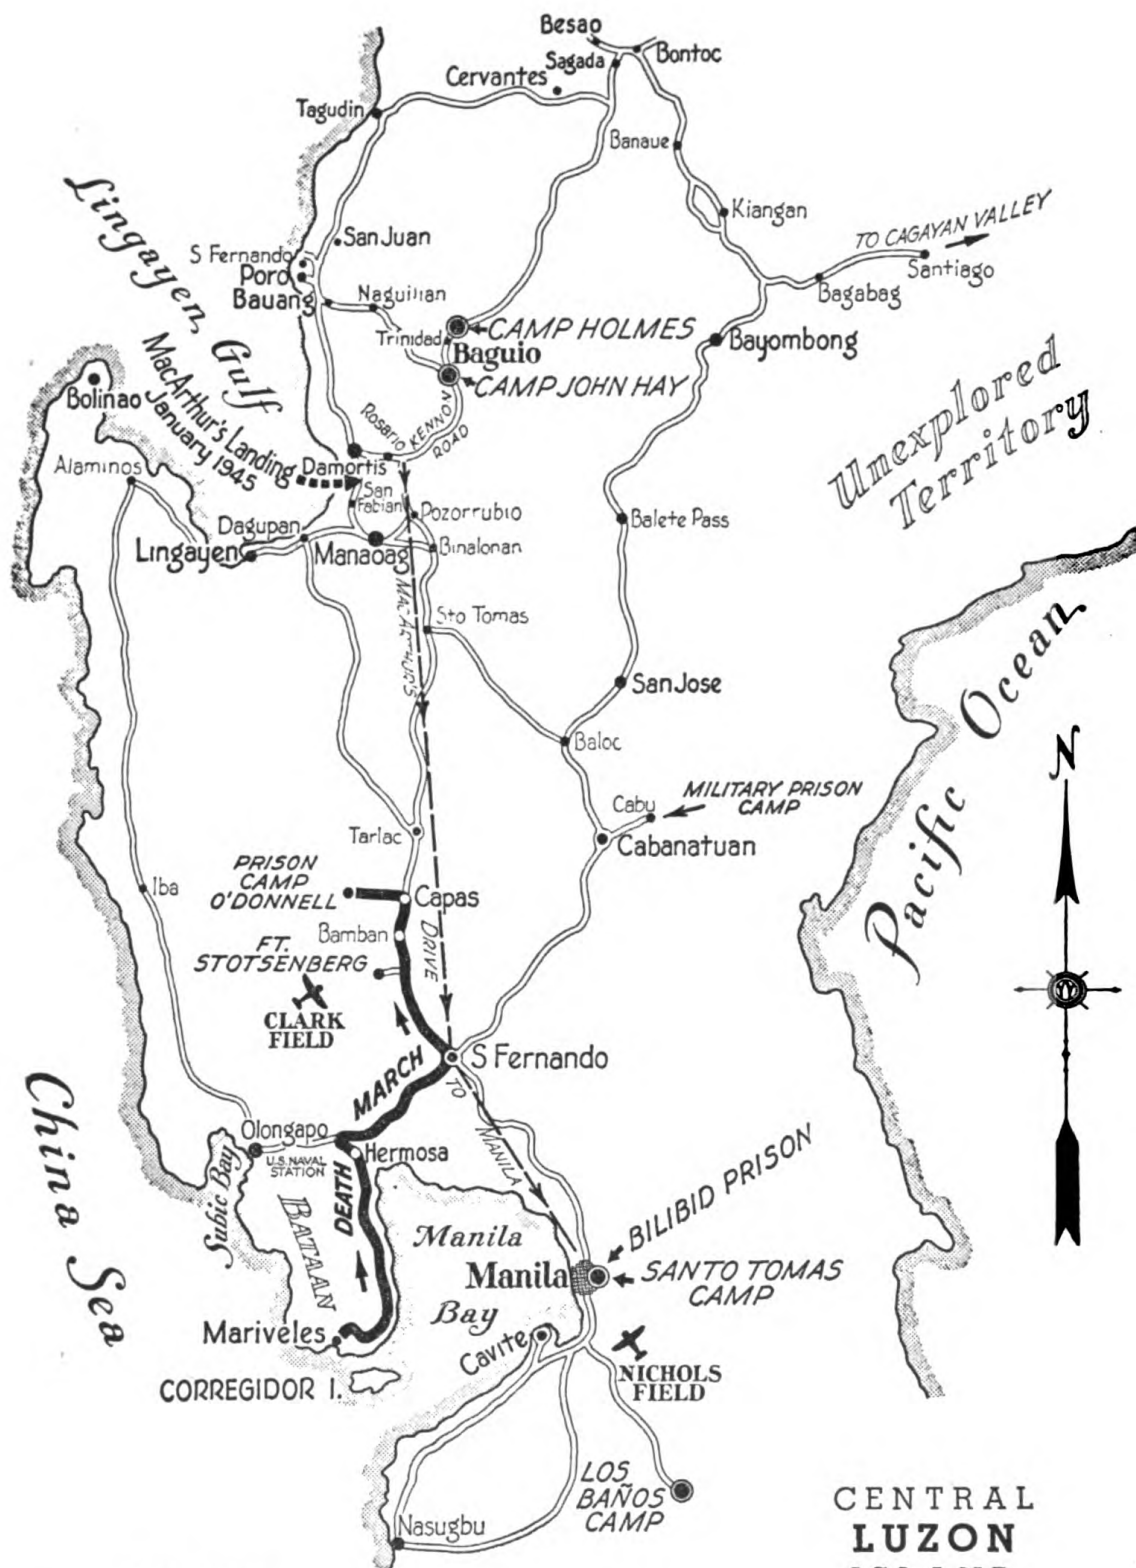 Besao
Bontoc
Sagada
Cervantes
Tagudin
Banaue
Kiangan
TO CAGAYAN VALLEY
Santiago
Bagabag
San Juan
S Fernando
Poro
Bauang
Naguilian
Trinidad
CAMP HOLMES
Baguio
CAMP JOHN HAY
Bayombong
Lingayen Gulf
MacArthur's Landing
January 1945
Bolinao
Alaminos
Rosario
KENNON
ROAD
Damortis
San
Fabian
Pozorrubio
Dagupan
Lingayen
Manaoag
Binalonan
Unexplored
Territory
Balete Pass
MACARTHUR'S
Sto Tomas
San Jose
Pacific Ocean
N
Baloc
Cabu
MILITARY PRISON
CAMP
Cabanatuan
Tarlac
PRISON
CAMP
O'DONNELL
Capas
Iba
Bamban
DRIVE
FT.
STOTSENBERG
CLARK
FIELD
S Fernando
TO
MANILA
DEATH MARCH
China Sea
Olongapo
U.S. NAVAL
STATION
Hermosa
Subic Bay
BATAAN
Manila
Bay
BILIBID PRISON
Manila
SANTO TOMAS
CAMP
Mariveles
Cavite
CORREGIDOR I.
NICHOLS
FIELD
LOS
BAÑOS
CAMP
Nasugbu
CENTRAL
LUZON